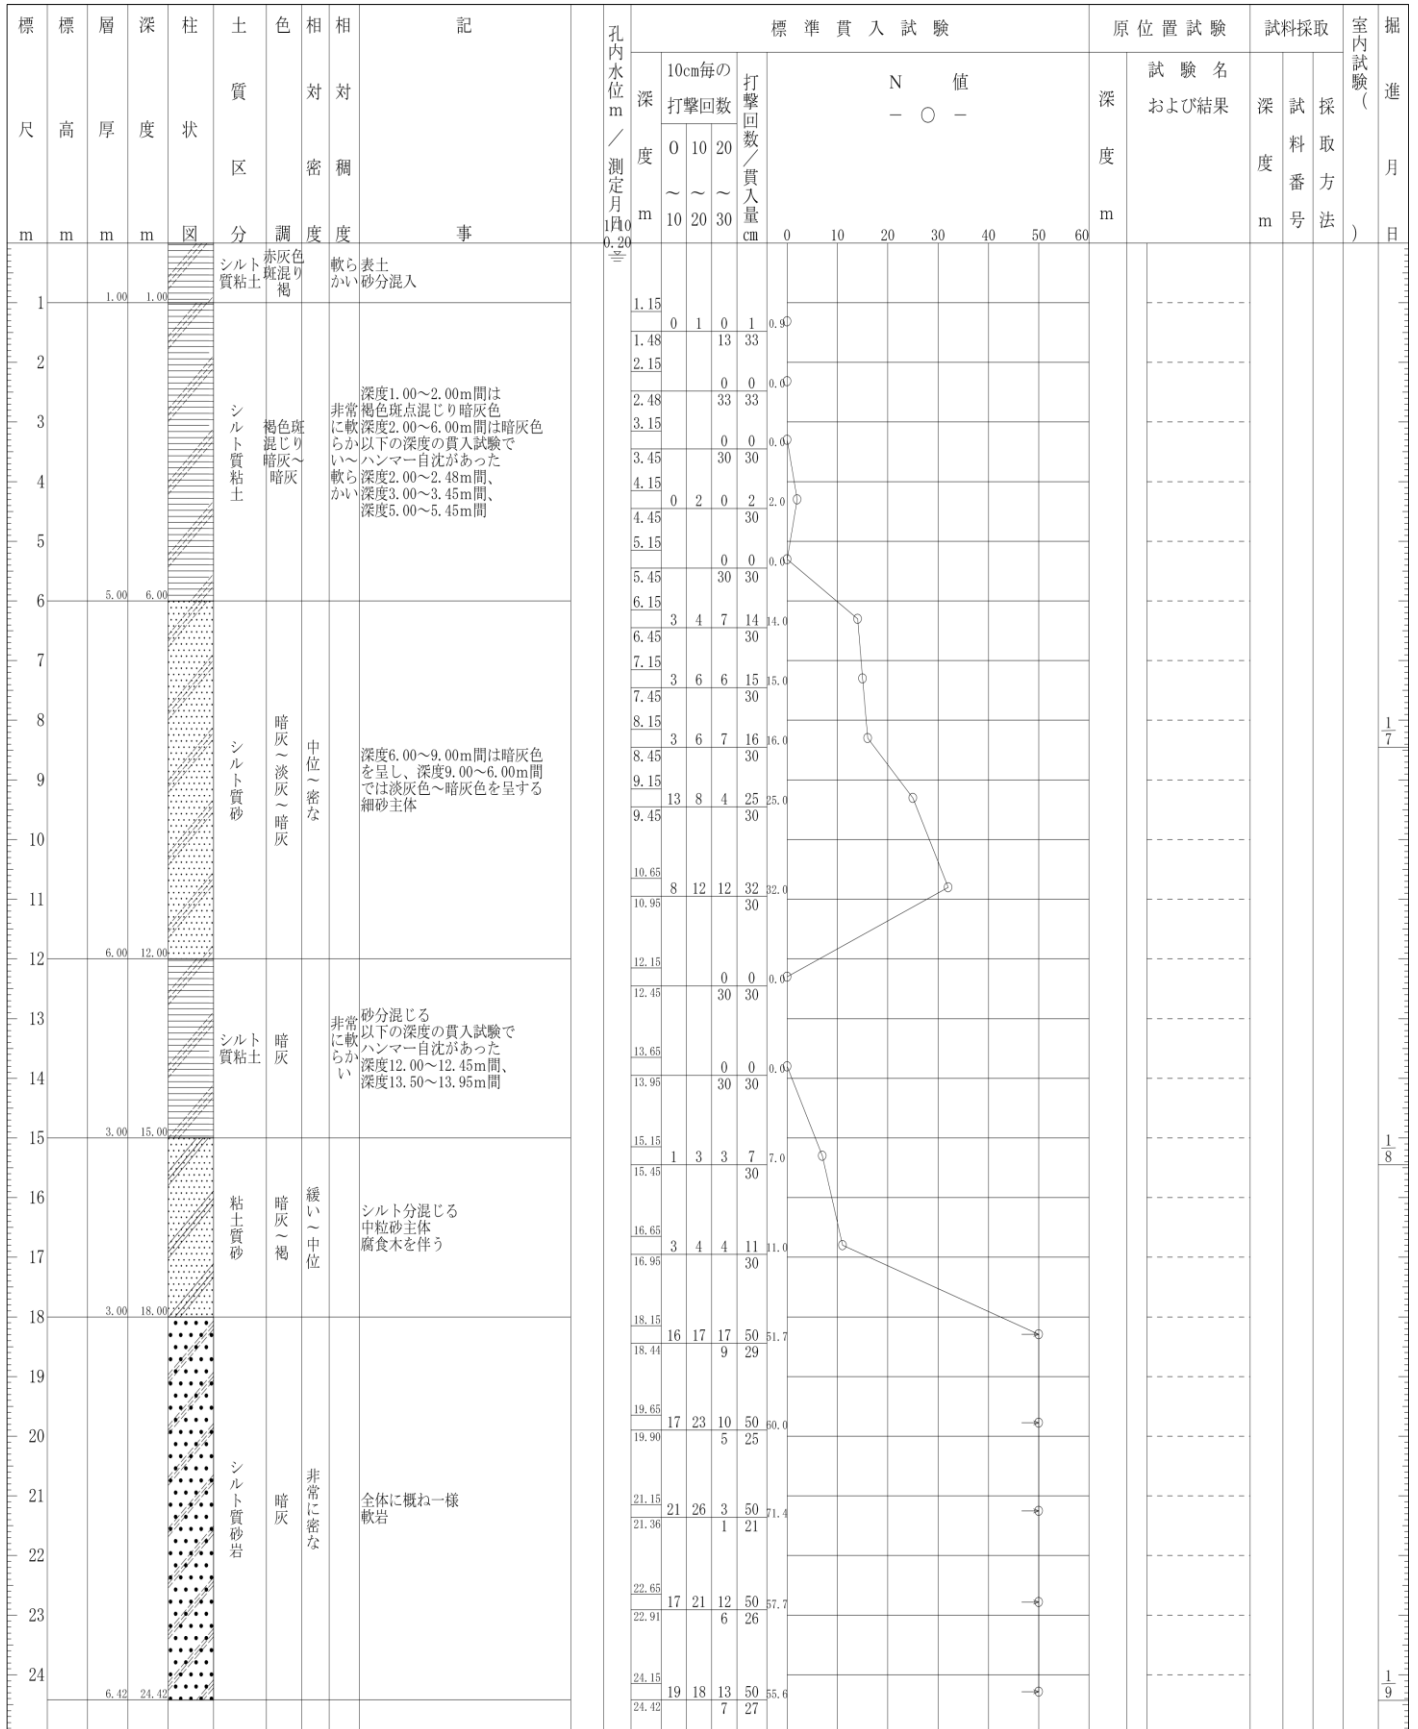 標尺 m
標高 m
層厚 m
深度 m
柱状図
土質区分
色調
相対密度
相対稠度
記事
孔内水位m／測定月日
標準貫入試験
深度 m
10cm毎の
打撃回数
0～10
10～20
20～30
打撃回数／貫入量 cm
N 値
－ ○ －
0 10 20 30 40 50 60
原位置試験
深度 m
試験名
および結果
試料採取
深度 m
試料番号
採取方法
室内試験（ ）
掘進月日
1/10
0.20
シルト
質粘土
赤灰色
斑混り
褐
軟ら
かい
表土
砂分混入
1.00 1.00
1
1.15
0 1 0 1 0.9
1.48 13 33
2
2.15
0 0 0.0
2.48 33 33
シルト質粘土
褐色斑
混じり
暗灰～
暗灰
非常
に軟
らか
い～
軟ら
かい
深度1.00～2.00m間は
褐色斑点混じり暗灰色
深度2.00～6.00m間は暗灰色
以下の深度の貫入試験で
ハンマー自沈があった
深度2.00～2.48m間、
深度3.00～3.45m間、
深度5.00～5.45m間
3
3.15
0 0 0.0
3.45 30 30
4
4.15
0 2 0 2 2.0
4.45 30
5
5.15
0 0 0.0
5.45 30 30
5.00 6.00
6
6.15
3 4 7 14 14.0
6.45 30
7
7.15
3 6 6 15 15.0
7.45 30
8
8.15
3 6 7 16 16.0
8.45 30
1/7
シルト質砂
暗灰～淡灰～暗灰
中位～密な
深度6.00～9.00m間は暗灰色
を呈し、深度9.00～6.00m間
では淡灰色～暗灰色を呈する
細砂主体
9
9.15
13 8 4 25 25.0
9.45 30
10
10.65
8 12 12 32 32.0
10.95 30
11
6.00 12.00
12
12.15
0 0 0.0
12.45 30 30
13
シルト
質粘土
暗灰
非常
に軟
らか
い
砂分混じる
以下の深度の貫入試験で
ハンマー自沈があった
深度12.00～12.45m間、
深度13.50～13.95m間
13.65
0 0 0.0
13.95 30 30
14
3.00 15.00
15
15.15
1 3 3 7 7.0
15.45 30
1/8
16
粘土質砂
暗灰～褐
緩い～中位
シルト分混じる
中粒砂主体
腐食木を伴う
16.65
3 4 4 11 11.0
16.95 30
17
3.00 18.00
18
18.15
16 17 17 50 51.7
18.44 9 29
19
19.65
17 23 10 50 60.0
19.90 5 25
20
シルト質砂岩
暗灰
非常に密な
全体に概ね一様
軟岩
21
21.15
21 26 3 50 71.4
21.36 1 21
22
22.65
17 21 12 50 57.7
22.91 6 26
23
24
24.15
19 18 13 50 55.6
24.42 7 27
6.42 24.42
1/9